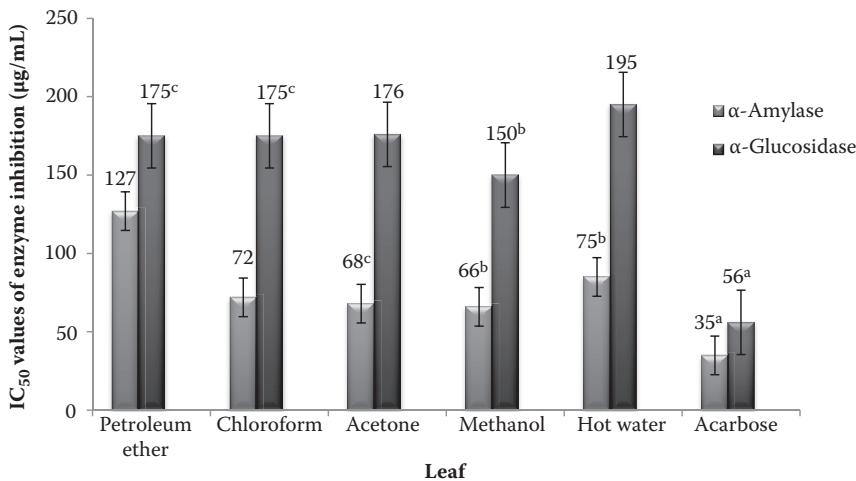 IC₅₀ values of enzyme inhibition (µg/mL)
250
200
150
100
50
0
127
175ᶜ
72
175ᶜ
68ᶜ
176
66ᵇ
150ᵇ
75ᵇ
195
35ᵃ
56ᵃ
α-Amylase
α-Glucosidase
Petroleum
ether
Chloroform
Acetone
Methanol
Hot water
Acarbose
Leaf